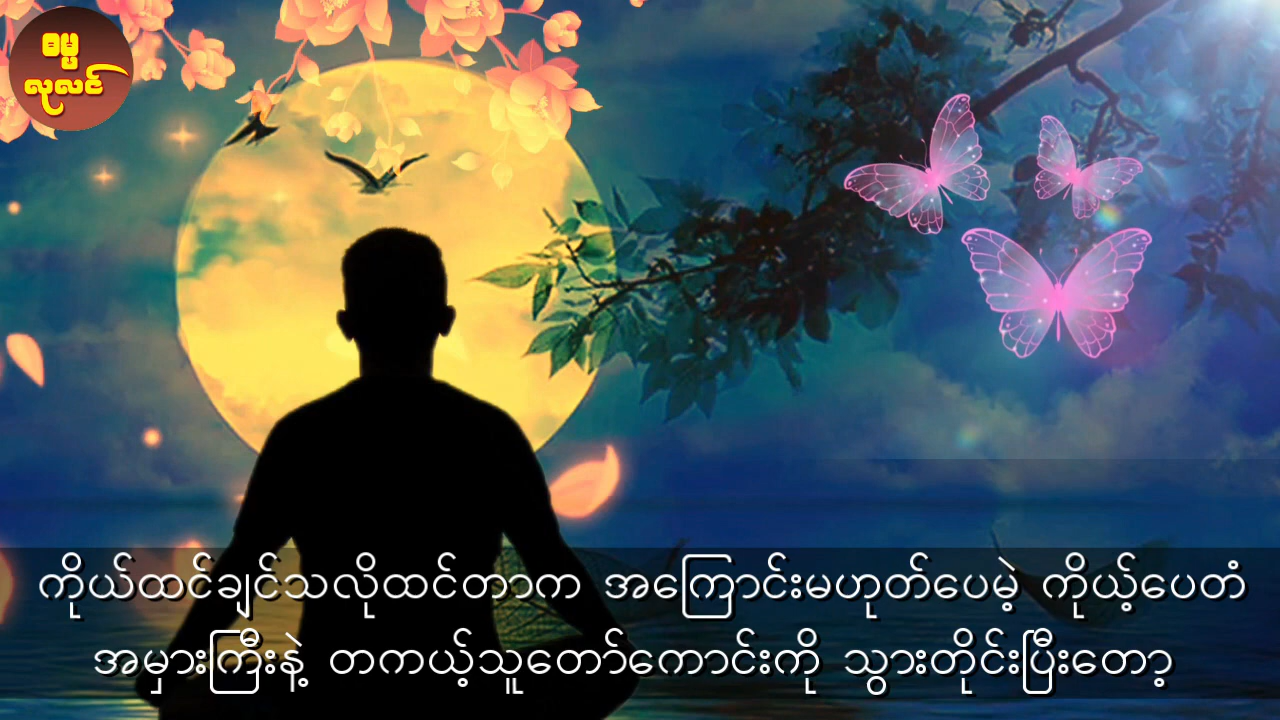 ဓမ္မ
လုလင်
ကိုယ်ထင်ချင်သလိုထင်တာက အကြောင်းမဟုတ်ပေမဲ့ ကိုယ့်ပေတံ
အမှားကြီးနဲ့ တကယ့်သူတော်ကောင်းကို သွားတိုင်းပြီးတော့